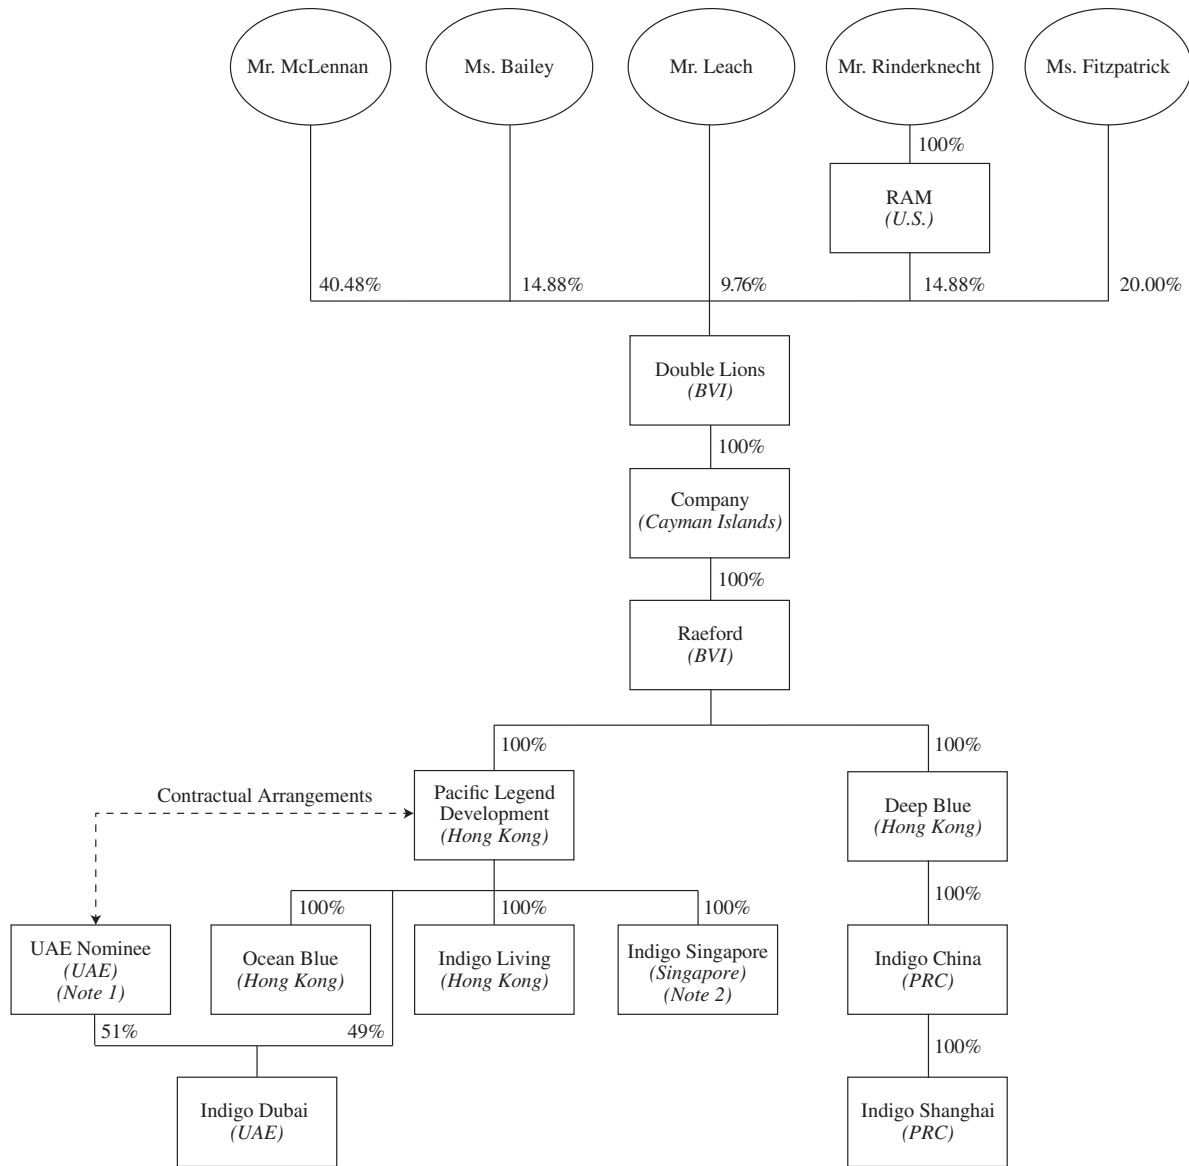 Mr. McLennan
Ms. Bailey
Mr. Leach
Mr. Rinderknecht
Ms. Fitzpatrick
100%
RAM
(U.S.)
40.48%
14.88%
9.76%
14.88%
20.00%
Double Lions
(BVI)
100%
Company
(Cayman Islands)
100%
Raeford
(BVI)
100%
100%
Contractual Arrangements
Pacific Legend
Development
(Hong Kong)
Deep Blue
(Hong Kong)
100%
100%
100%
100%
UAE Nominee
(UAE)
(Note 1)
Ocean Blue
(Hong Kong)
Indigo Living
(Hong Kong)
Indigo Singapore
(Singapore)
(Note 2)
Indigo China
(PRC)
51%
49%
100%
Indigo Dubai
(UAE)
Indigo Shanghai
(PRC)